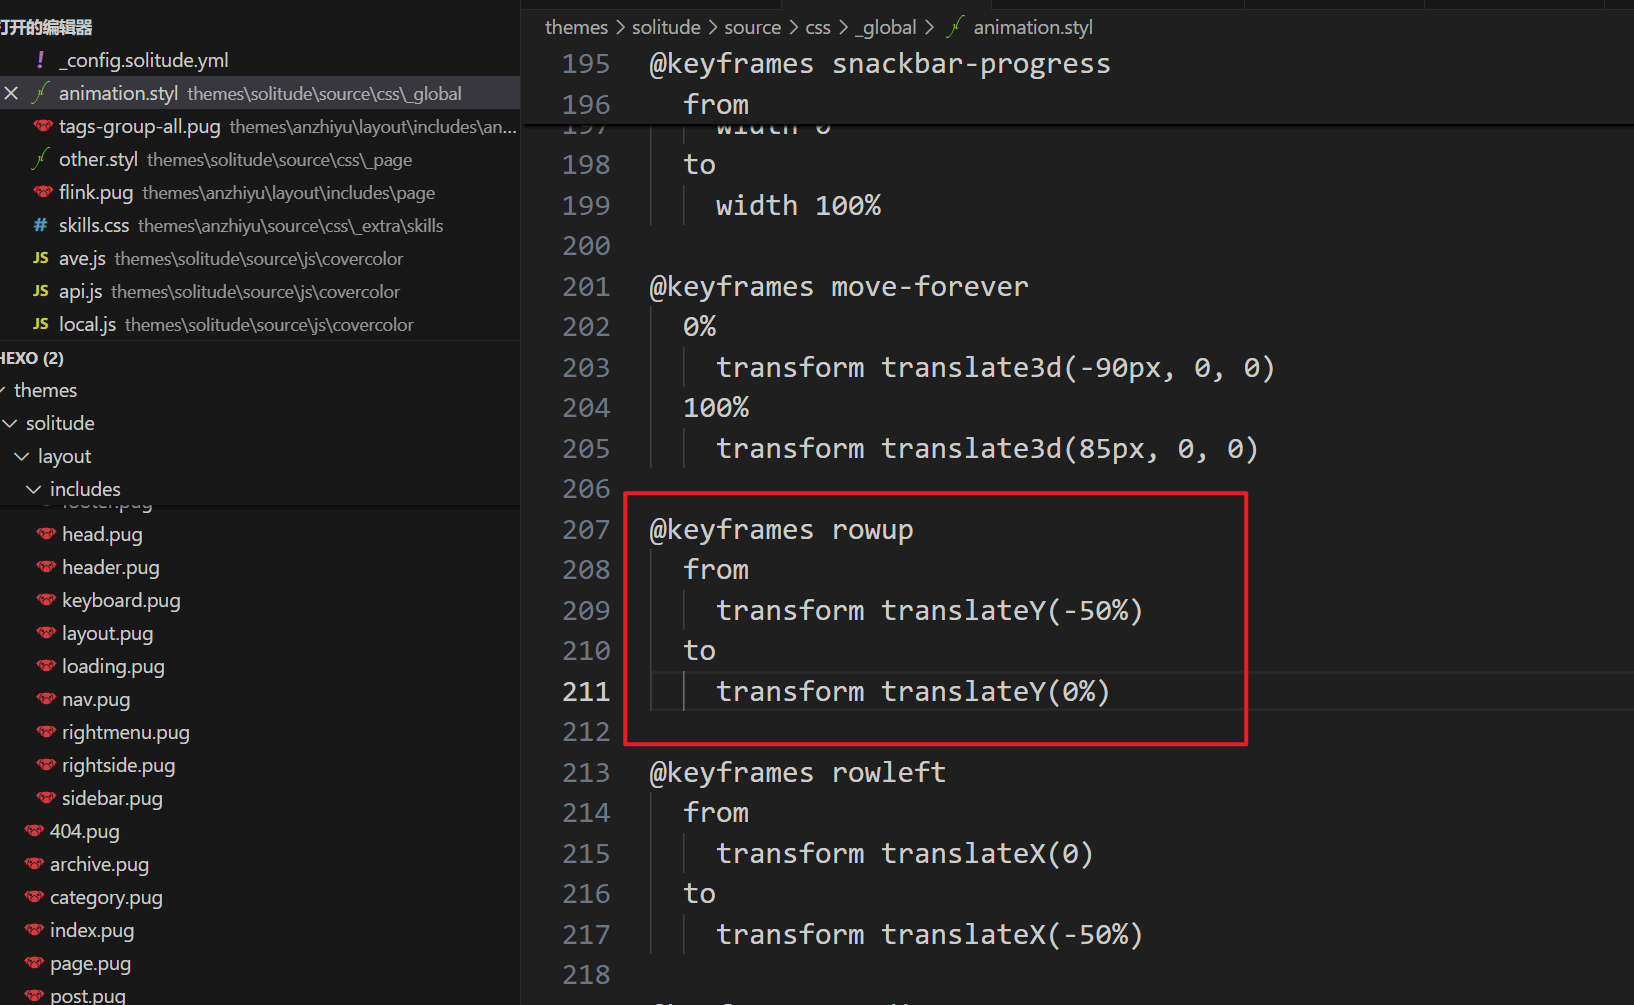 打开的编辑器
! _config.solitude.yml
animation.styl themes\solitude\source\css\_global
tags-group-all.pug themes\anzhiyu\layout\includes\an...
other.styl themes\solitude\source\css\_page
flink.pug themes\anzhiyu\layout\includes\page
# skills.css themes\anzhiyu\source\css\_extra\skills
JS ave.js themes\solitude\source\js\covercolor
JS api.js themes\solitude\source\js\covercolor
JS local.js themes\solitude\source\js\covercolor
HEXO (2)
themes
solitude
layout
includes
footer.pug
head.pug
header.pug
keyboard.pug
layout.pug
loading.pug
nav.pug
rightmenu.pug
rightside.pug
sidebar.pug
404.pug
archive.pug
category.pug
index.pug
page.pug
post.pug
themes > solitude > source > css > _global > animation.styl
195 @keyframes snackbar-progress
196 from
197 width 0
198 to
199 width 100%
200
201 @keyframes move-forever
202 0%
203 transform translate3d(-90px, 0, 0)
204 100%
205 transform translate3d(85px, 0, 0)
206
207 @keyframes rowup
208 from
209 transform translateY(-50%)
210 to
211 transform translateY(0%)
212
213 @keyframes rowleft
214 from
215 transform translateX(0)
216 to
217 transform translateX(-50%)
218